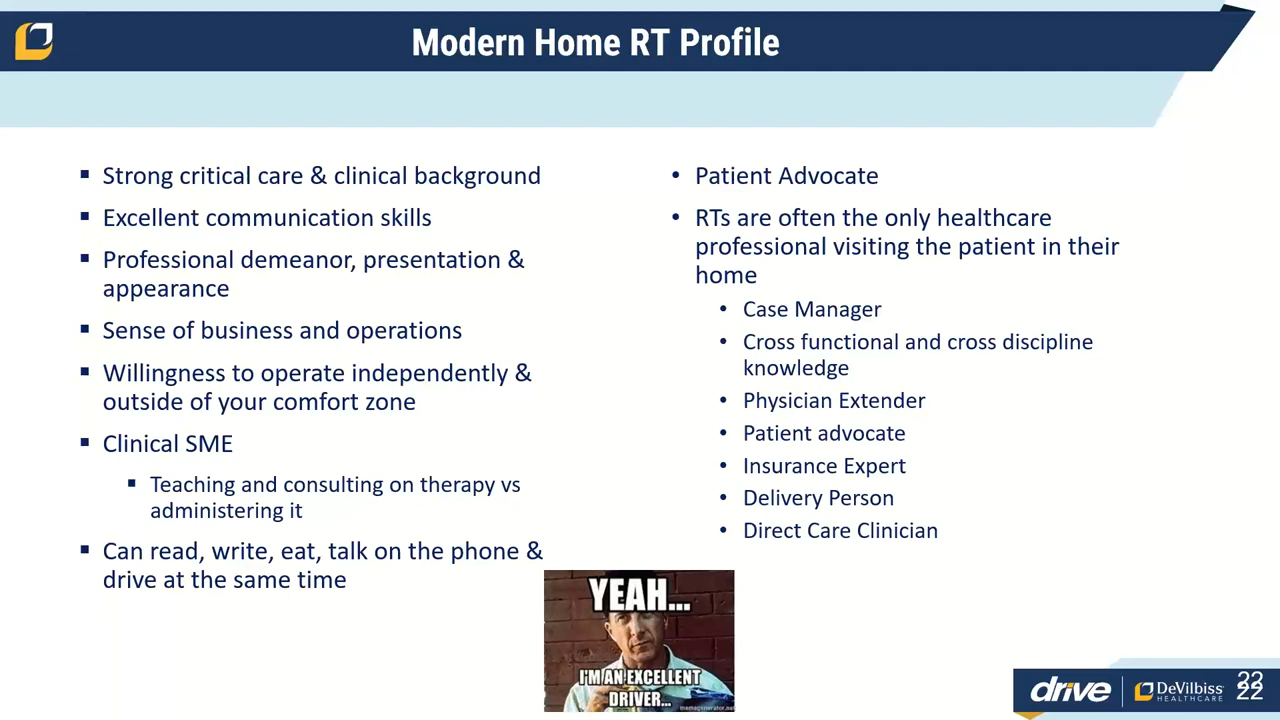 Modern Home RT Profile
Strong critical care & clinical background
Excellent communication skills
Professional demeanor, presentation &
appearance
Sense of business and operations
Willingness to operate independently &
outside of your comfort zone
Clinical SME
Teaching and consulting on therapy vs
administering it
Can read, write, eat, talk on the phone &
drive at the same time
Patient Advocate
RTs are often the only healthcare
professional visiting the patient in their
home
Case Manager
Cross functional and cross discipline
knowledge
Physician Extender
Patient advocate
Insurance Expert
Delivery Person
Direct Care Clinician
YEAH...
I'M AN EXCELLENT
DRIVER...
memegenerator.net
drive
DeVilbiss
HEALTHCARE
22
22